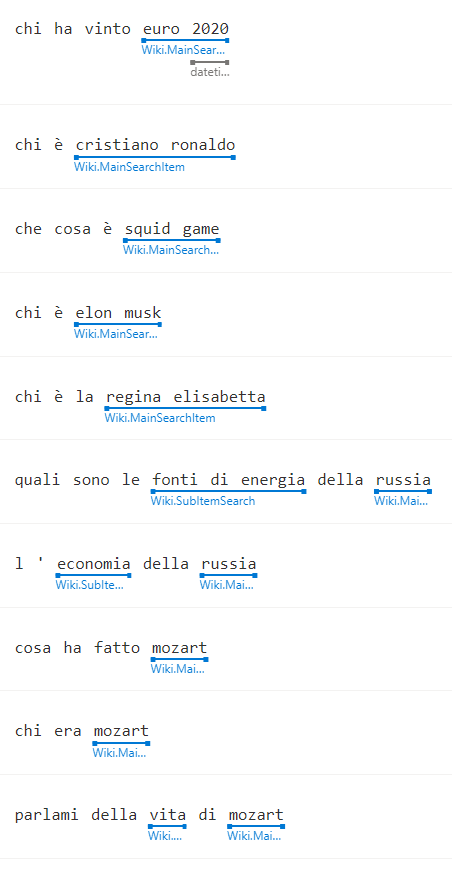 chi ha vinto euro 2020
Wiki.MainSear...
dateti...
chi è cristiano ronaldo
Wiki.MainSearchItem
che cosa è squid game
Wiki.MainSearch...
chi è elon musk
Wiki.MainSear...
chi è la regina elisabetta
Wiki.MainSearchItem
quali sono le fonti di energia della russia
Wiki.SubItemSearch Wiki.Mai...
l ' economia della russia
Wiki.SubIte... Wiki.Mai...
cosa ha fatto mozart
Wiki.Mai...
chi era mozart
Wiki.Mai...
parlami della vita di mozart
Wiki.... Wiki.Mai...